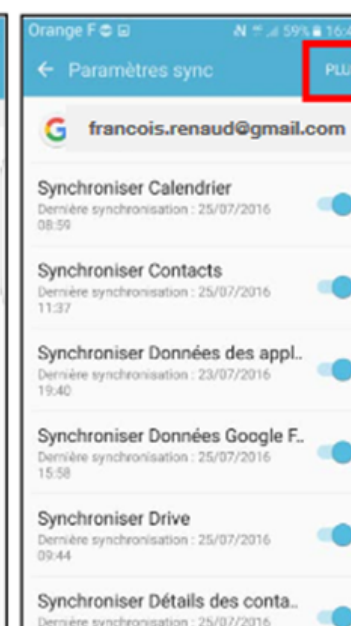 Orange F 59% 16:4
Paramètres sync PLU
G francois.renaud@gmail.com
Synchroniser Calendrier
Dernière synchronisation : 25/07/2016
08:59
Synchroniser Contacts
Dernière synchronisation : 25/07/2016
11:37
Synchroniser Données des appl..
Dernière synchronisation : 23/07/2016
19:40
Synchroniser Données Google F..
Dernière synchronisation : 25/07/2016
15:58
Synchroniser Drive
Dernière synchronisation : 25/07/2016
09:44
Synchroniser Détails des conta..
Dernière synchronisation : 25/07/2016